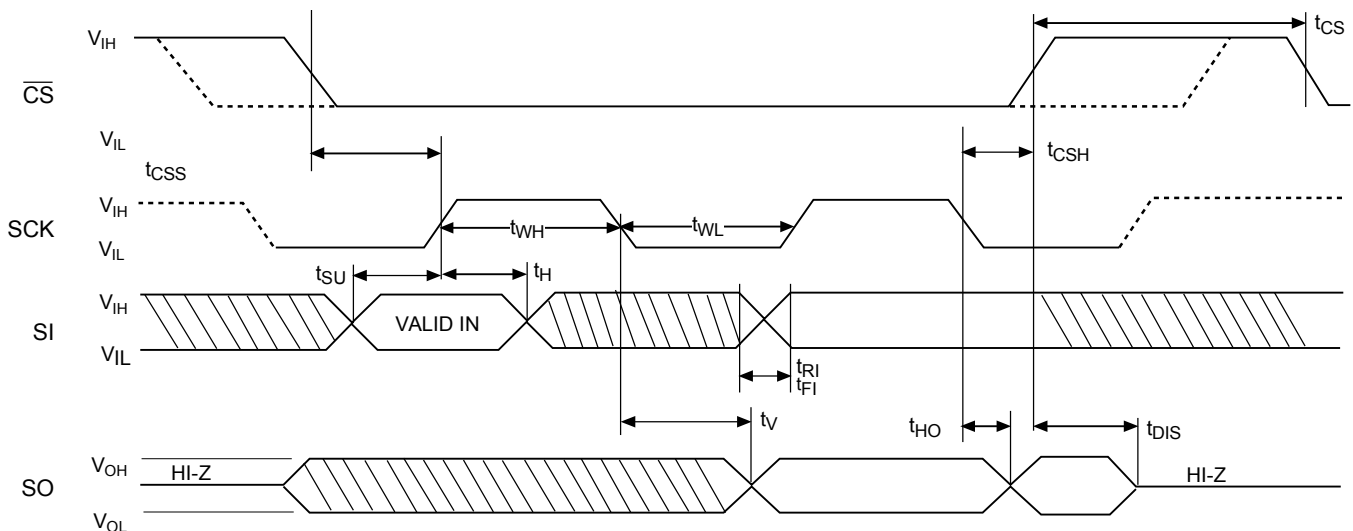 tCS
VIH
CS
VIL
tCSH
tCSS
VIH
SCK
tWH
tWL
VIL
tSU
tH
VIH
SI
VALID IN
VIL
tRI
tFI
tV
tHO
tDIS
VOH
HI-Z
HI-Z
SO
VOL